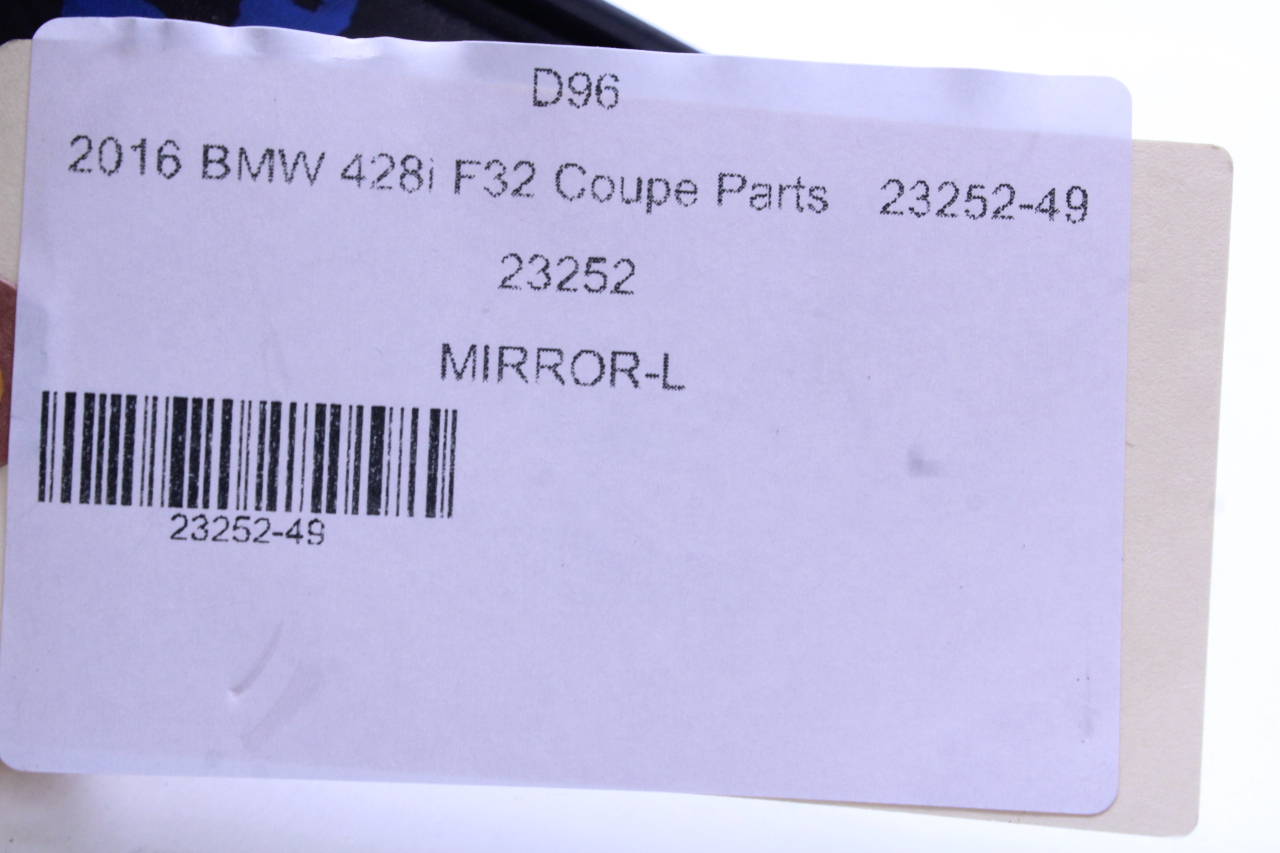 D96
2016 BMW 428i F32 Coupe Parts 23252-49
23252
MIRROR-L
23252-49